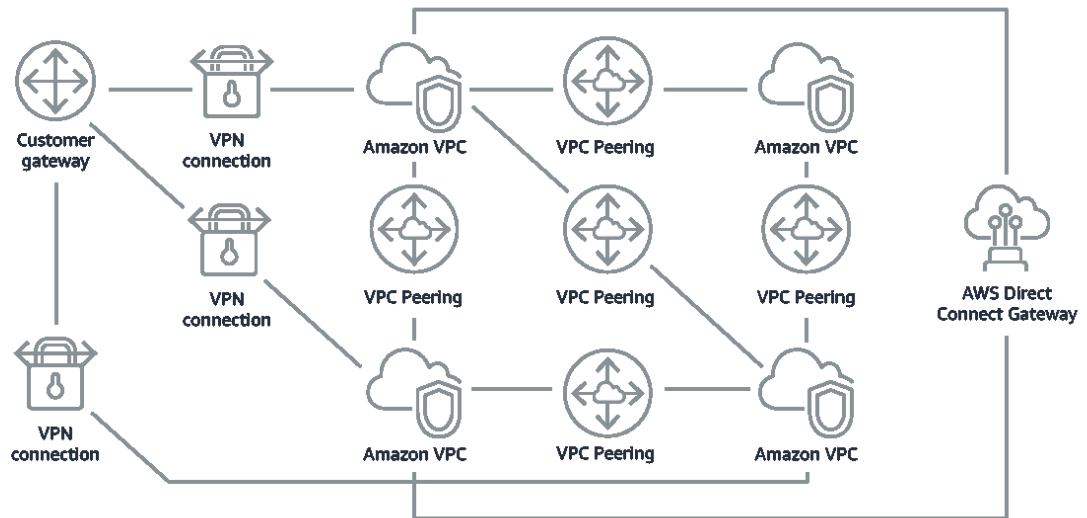 Customer
gateway
VPN
connection
Amazon VPC
VPC Peering
Amazon VPC
VPN
connection
VPC Peering
VPC Peering
VPC Peering
AWS Direct
Connect Gateway
VPN
connection
Amazon VPC
VPC Peering
Amazon VPC